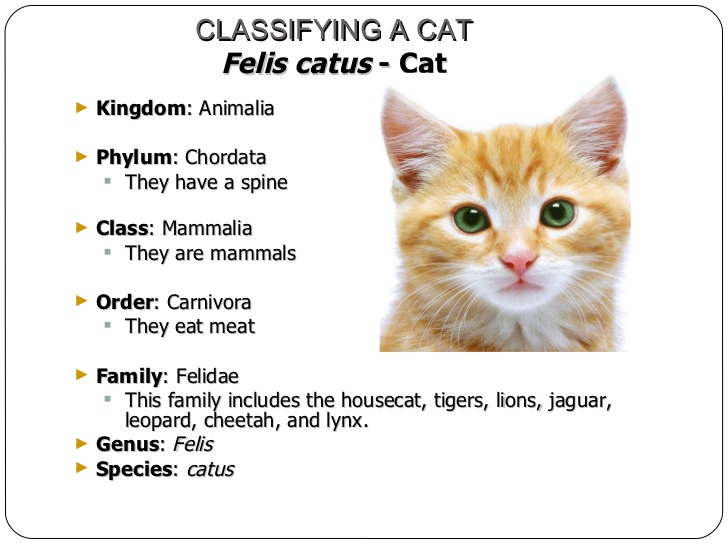 CLASSIFYING A CAT
Felis catus - Cat
Kingdom: Animalia
Phylum: Chordata
They have a spine
Class: Mammalia
They are mammals
Order: Carnivora
They eat meat
Family: Felidae
This family includes the housecat, tigers, lions, jaguar,
leopard, cheetah, and lynx.
Genus: Felis
Species: catus